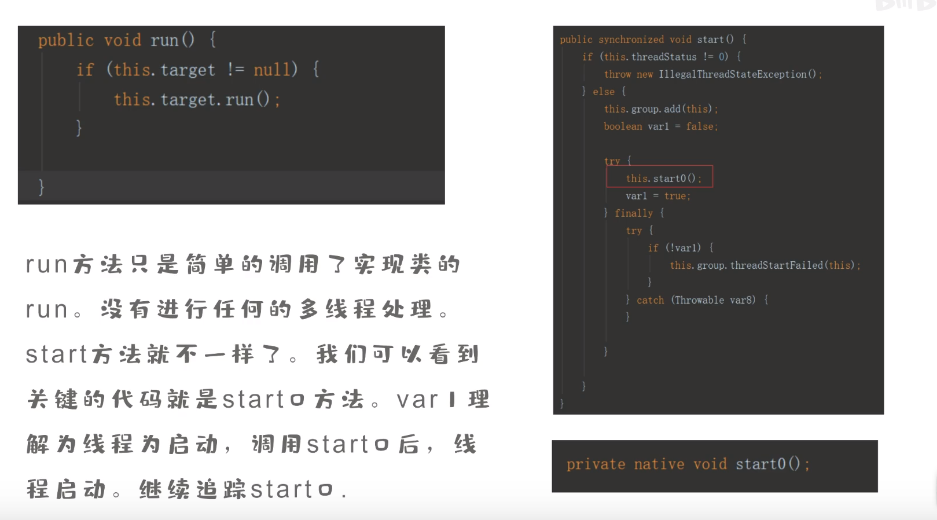 public void run() {
if (this.target != null) {
this.target.run();
}
}
run方法只是简单的调用了实现类的
run。没有进行任何的多线程处理。
start方法就不一样了。我们可以看到
关键的代码就是start0方法。var1理
解为线程为启动，调用start0后，线
程启动。继续追踪start0.
public synchronized void start() {
if (this.threadStatus != 0) {
throw new IllegalThreadStateException();
} else {
this.group.add(this);
boolean var1 = false;
try {
this.start0();
var1 = true;
} finally {
try {
if (!var1) {
this.group.threadStartFailed(this);
}
} catch (Throwable var8) {
}
}
}
}
private native void start0();